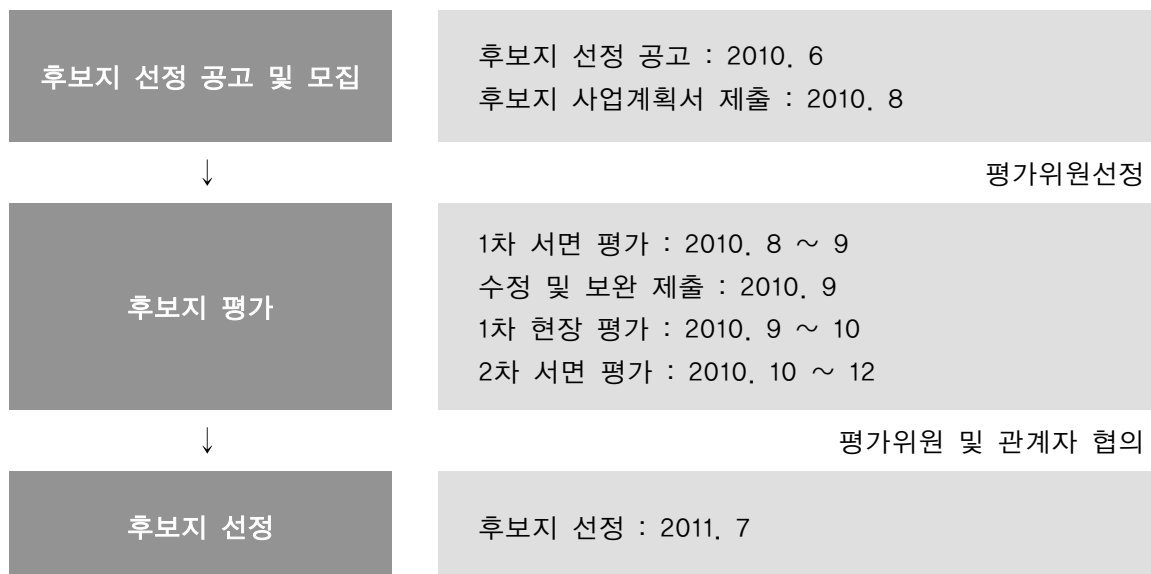 후보지 선정 공고 및 모집
후보지 선정 공고 : 2010. 6
후보지 사업계획서 제출 : 2010. 8
↓
평가위원선정
후보지 평가
1차 서면 평가 : 2010. 8 ~ 9
수정 및 보완 제출 : 2010. 9
1차 현장 평가 : 2010. 9 ~ 10
2차 서면 평가 : 2010. 10 ~ 12
↓
평가위원 및 관계자 협의
후보지 선정
후보지 선정 : 2011. 7